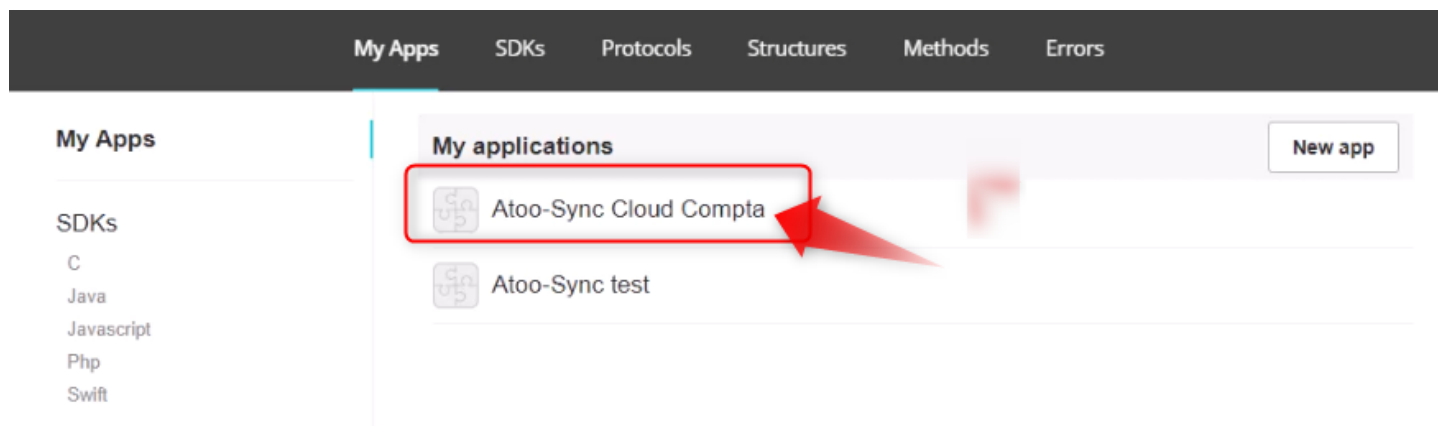 My Apps SDKs Protocols Structures Methods Errors
My Apps
SDKs
C
Java
Javascript
Php
Swift
My applications
New app
Atoo-Sync Cloud Compta
Atoo-Sync test